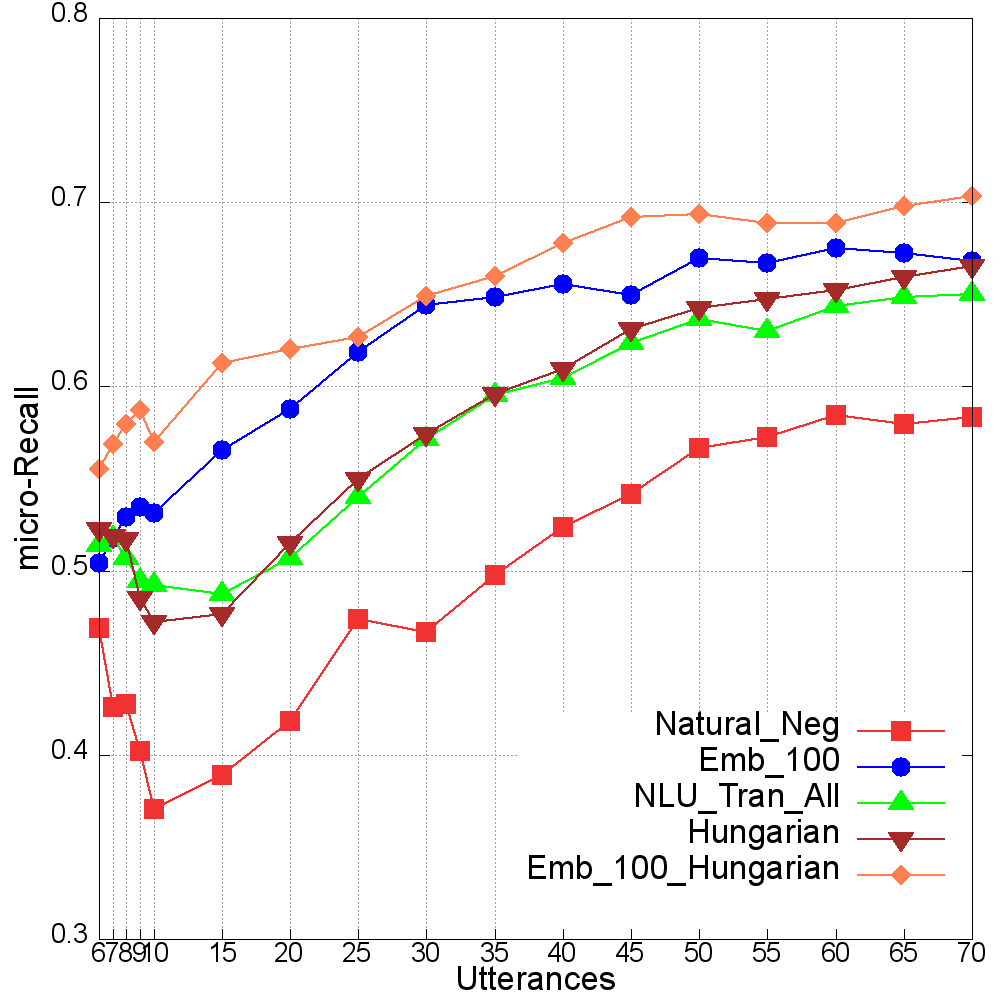 0.8
0.7
0.6
0.5
0.4
0.3
micro-Recall
Natural_Neg
Emb_100
NLU_Tran_All
Hungarian
Emb_100_Hungarian
6 7 8 9 10 15 20 25 30 35 40 45 50 55 60 65 70
Utterances